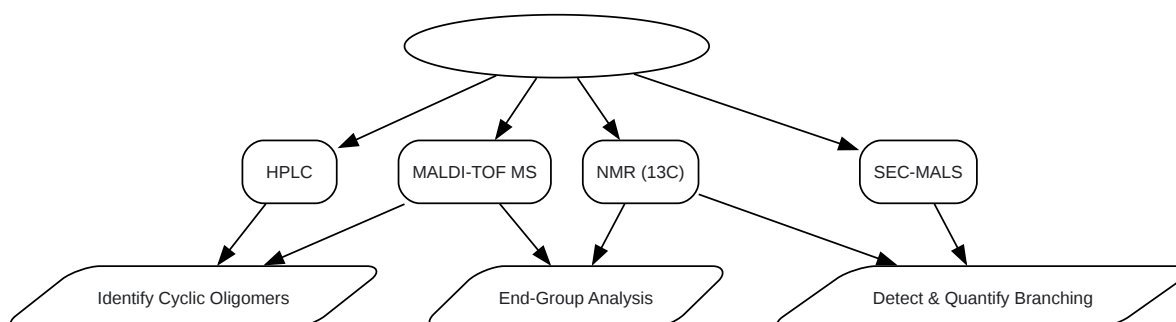 HPLC
MALDI-TOF MS
NMR (13C)
SEC-MALS
Identify Cyclic Oligomers
End-Group Analysis
Detect & Quantify Branching